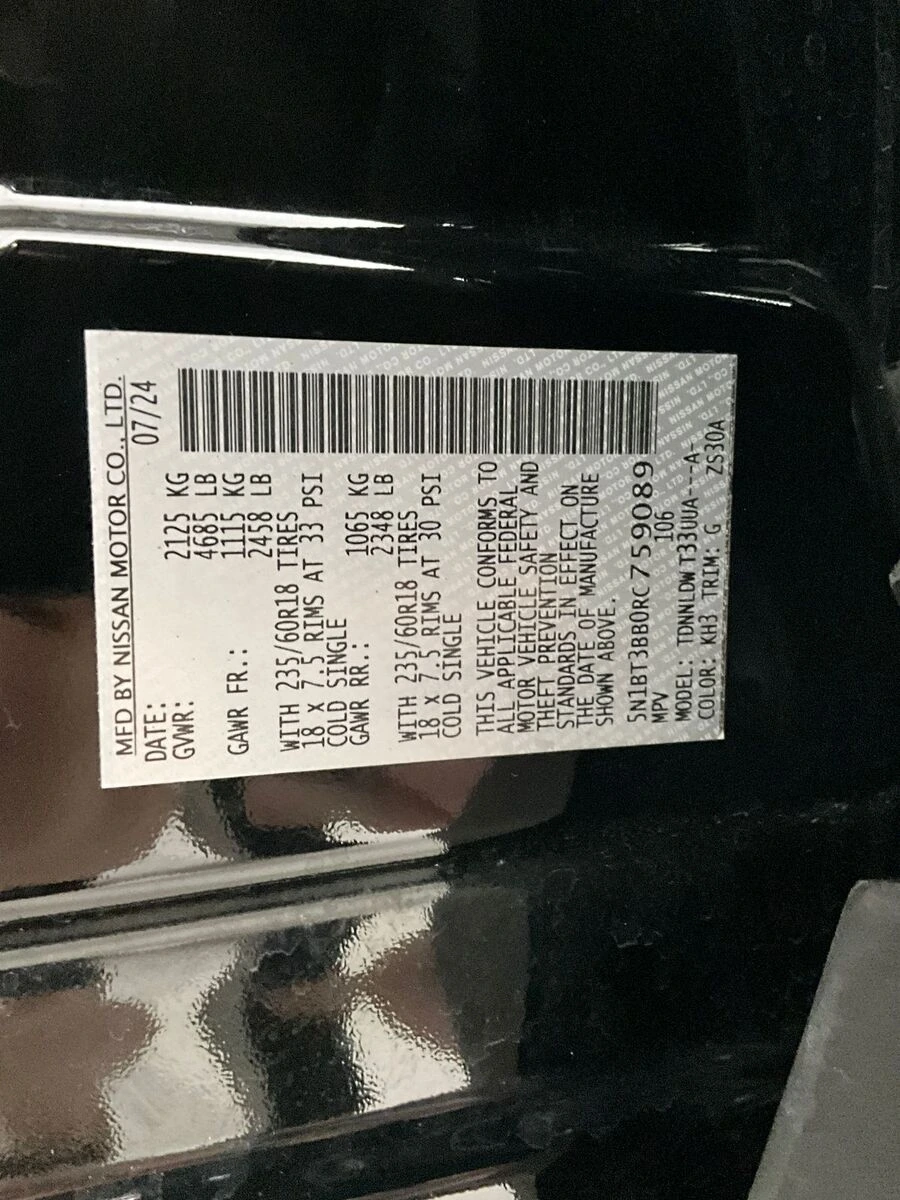 MFD BY NISSAN MOTOR CO., LTD.
DATE: 07/24
GVWR: 2125 KG
4685 LB
GAWR FR.: 1115 KG
2458 LB
WITH 235/60R18 TIRES
18 X 7.5 RIMS AT 33 PSI
COLD SINGLE
GAWR RR.: 1065 KG
2348 LB
WITH 235/60R18 TIRES
18 X 7.5 RIMS AT 30 PSI
COLD SINGLE
THIS VEHICLE CONFORMS TO
ALL APPLICABLE FEDERAL
MOTOR VEHICLE SAFETY AND
THEFT PREVENTION
STANDARDS IN EFFECT ON
THE DATE OF MANUFACTURE
SHOWN ABOVE.
5N1BT3BB0RC759089
MPV 106
MODEL: TDNNLDWT33UUA---A-
COLOR: KH3 TRIM: G ZS30A